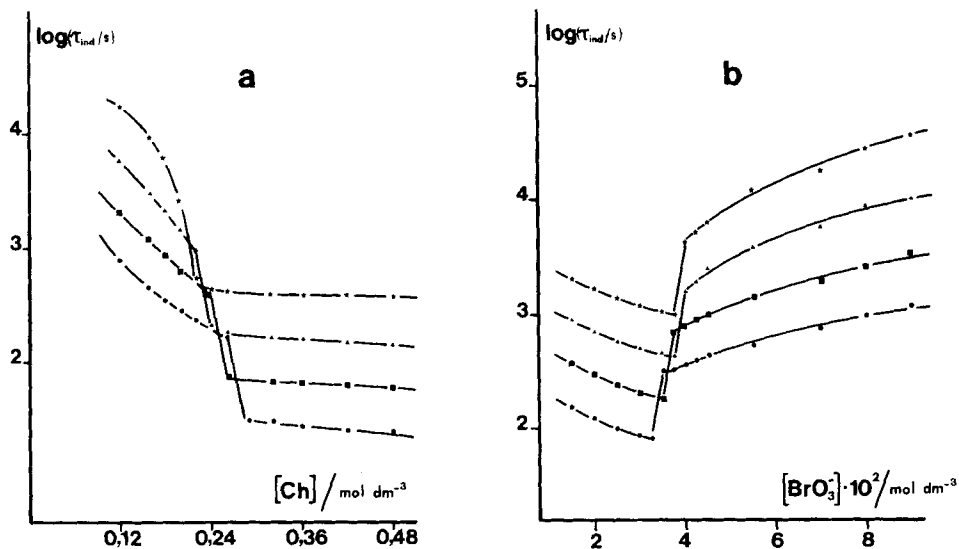 log(τind/s)
a
4
3
2
[Ch]/mol dm⁻³
0,12 0,24 0,36 0,48
log(τind/s)
b
5
4
3
2
[BrO₃⁻]·10²/mol dm⁻³
2 4 6 8